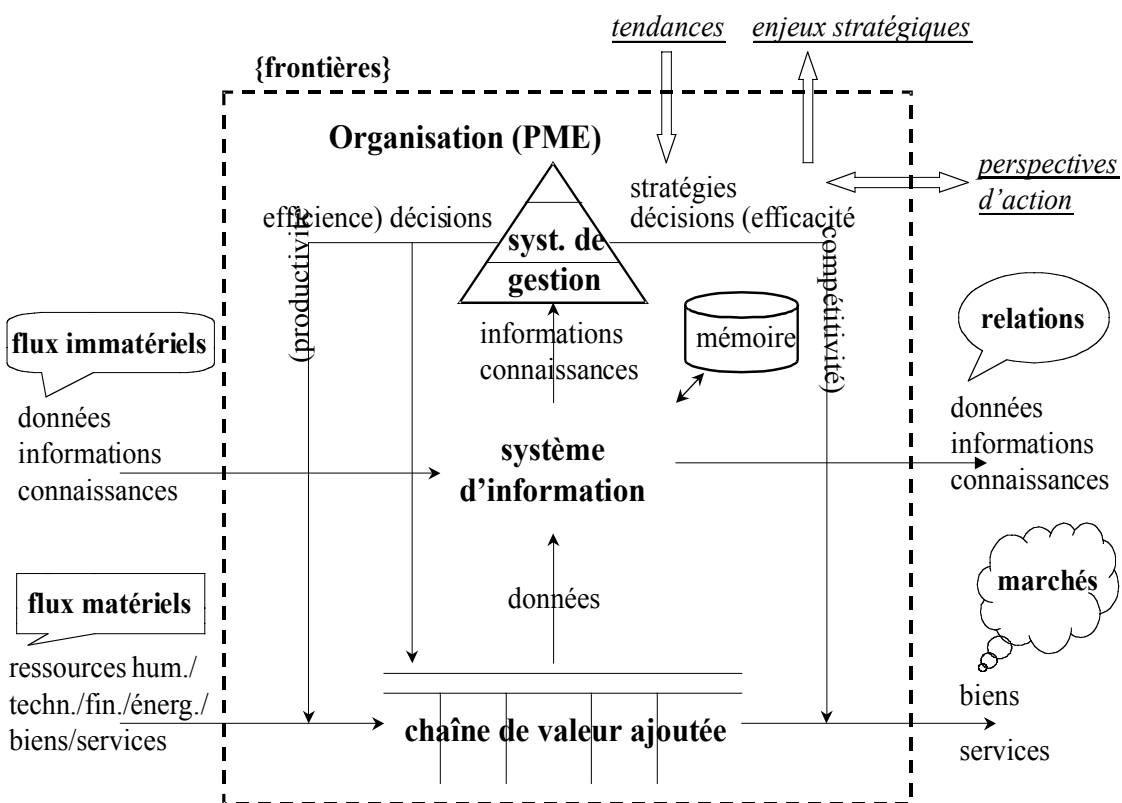 tendances
enjeux stratégiques
{frontières}
Organisation (PME)
perspectives
d'action
stratégies
efficience) décisions
décisions (efficacité
syst. de
gestion
(productivité
compétitivité)
flux immatériels
informations
connaissances
mémoire
relations
données
informations
connaissances
système
d'information
données
informations
connaissances
flux matériels
données
marchés
ressources hum./
techn./fin./énerg./
biens/services
chaîne de valeur ajoutée
biens
services